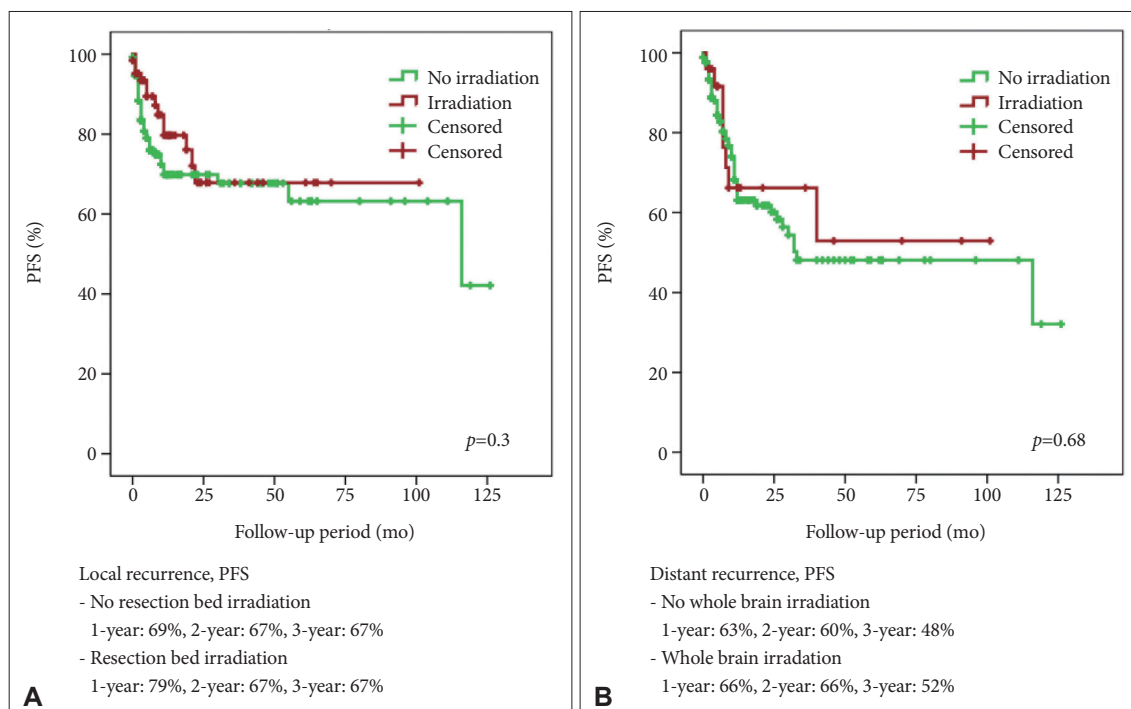 100
80
60
40
20
0
PFS (%)
No irradiation
Irradiation
Censored
Censored
p=0.3
0 25 50 75 100 125
Follow-up period (mo)
Local recurrence, PFS
- No resection bed irradiation
1-year: 69%, 2-year: 67%, 3-year: 67%
- Resection bed irradiation
1-year: 79%, 2-year: 67%, 3-year: 67%
A
100
80
60
40
20
0
PFS (%)
No irradiation
Irradiation
Censored
Censored
p=0.68
0 25 50 75 100 125
Follow-up period (mo)
Distant recurrence, PFS
- No whole brain irradiation
1-year: 63%, 2-year: 60%, 3-year: 48%
- Whole brain irradation
1-year: 66%, 2-year: 66%, 3-year: 52%
B